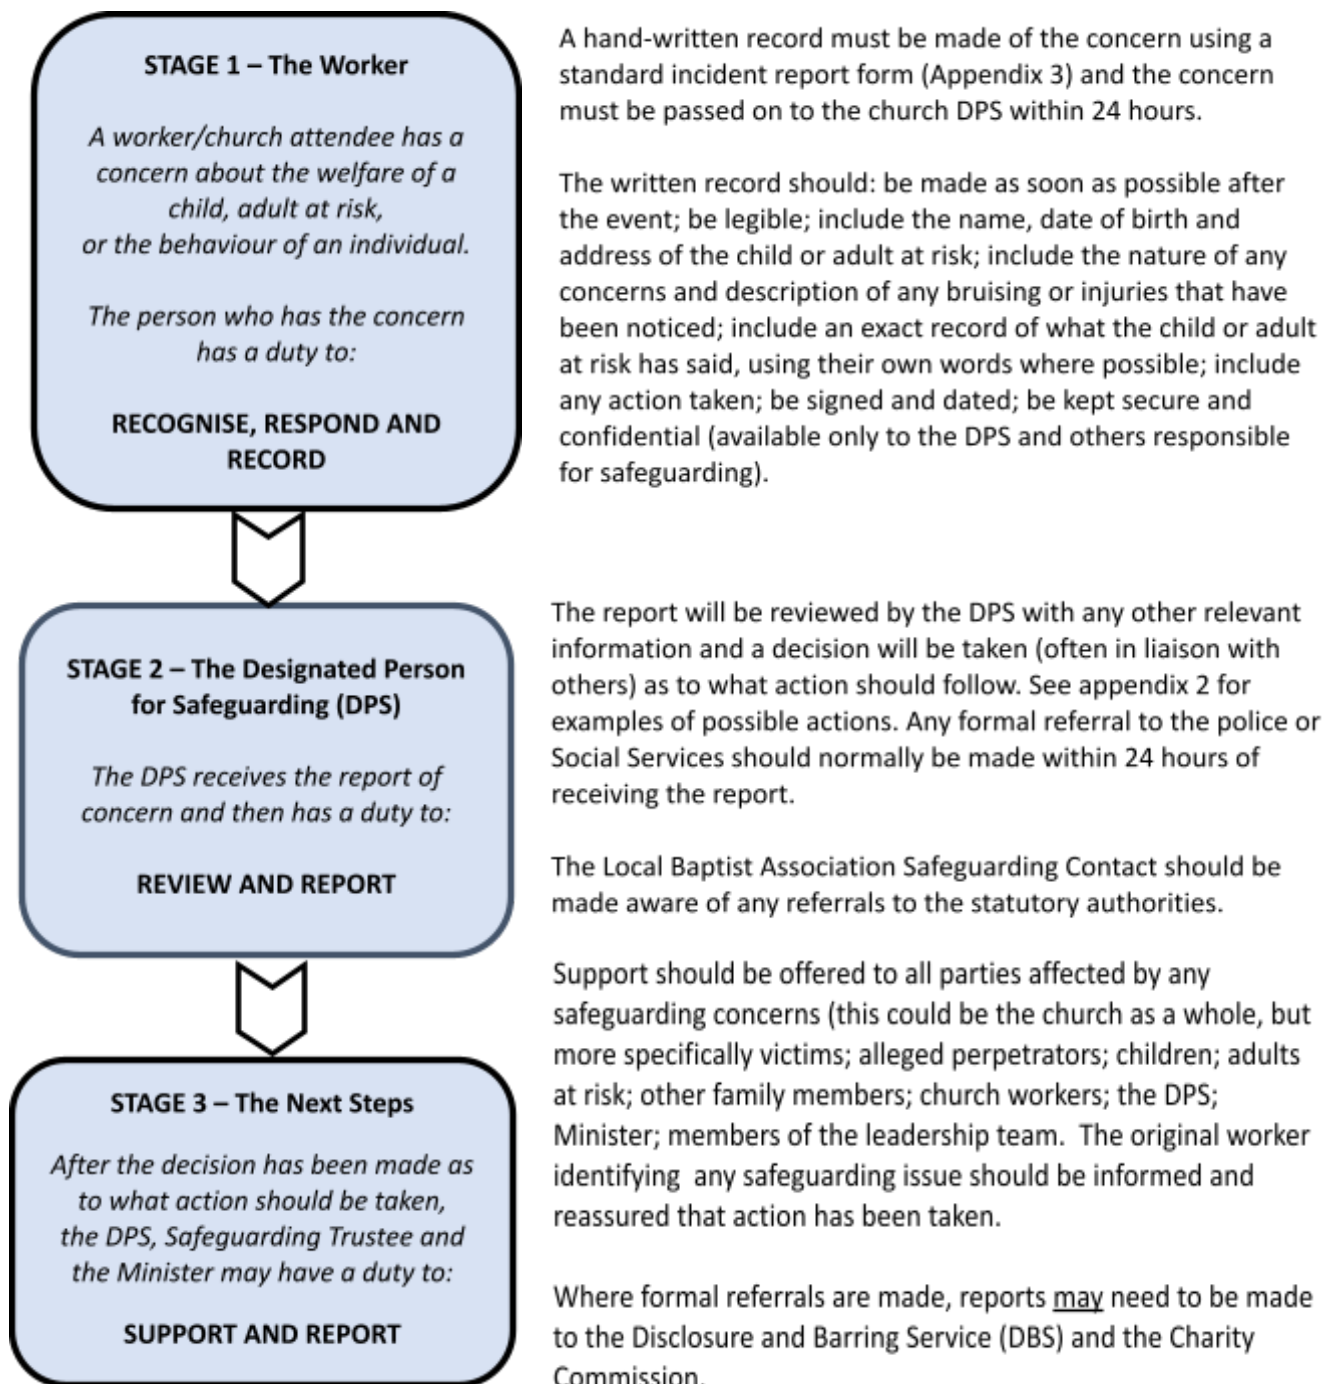 STAGE 1 – The Worker
A worker/church attendee has a
concern about the welfare of a
child, adult at risk,
or the behaviour of an individual.
The person who has the concern
has a duty to:
RECOGNISE, RESPOND AND
RECORD
A hand-written record must be made of the concern using a
standard incident report form (Appendix 3) and the concern
must be passed on to the church DPS within 24 hours.
The written record should: be made as soon as possible after
the event; be legible; include the name, date of birth and
address of the child or adult at risk; include the nature of any
concerns and description of any bruising or injuries that have
been noticed; include an exact record of what the child or adult
at risk has said, using their own words where possible; include
any action taken; be signed and dated; be kept secure and
confidential (available only to the DPS and others responsible
for safeguarding).
STAGE 2 – The Designated Person
for Safeguarding (DPS)
The DPS receives the report of
concern and then has a duty to:
REVIEW AND REPORT
The report will be reviewed by the DPS with any other relevant
information and a decision will be taken (often in liaison with
others) as to what action should follow. See appendix 2 for
examples of possible actions. Any formal referral to the police or
Social Services should normally be made within 24 hours of
receiving the report.
The Local Baptist Association Safeguarding Contact should be
made aware of any referrals to the statutory authorities.
STAGE 3 – The Next Steps
After the decision has been made as
to what action should be taken,
the DPS, Safeguarding Trustee and
the Minister may have a duty to:
SUPPORT AND REPORT
Support should be offered to all parties affected by any
safeguarding concerns (this could be the church as a whole, but
more specifically victims; alleged perpetrators; children; adults
at risk; other family members; church workers; the DPS;
Minister; members of the leadership team.  The original worker
identifying  any safeguarding issue should be informed and
reassured that action has been taken.
Where formal referrals are made, reports may need to be made
to the Disclosure and Barring Service (DBS) and the Charity
Commission.